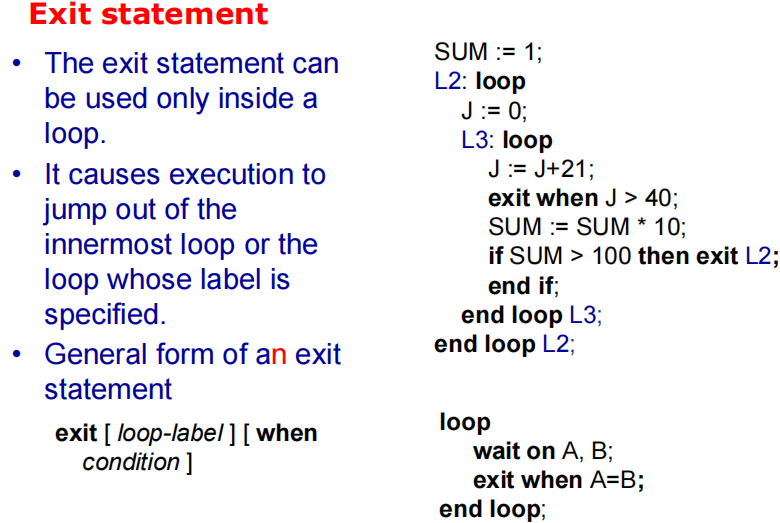 Exit statement
• The exit statement can
be used only inside a
loop.
• It causes execution to
jump out of the
innermost loop or the
loop whose label is
specified.
• General form of an exit
statement
exit [ loop-label ] [ when
condition ]
SUM := 1;
L2: loop
J := 0;
L3: loop
J := J+21;
exit when J > 40;
SUM := SUM * 10;
if SUM > 100 then exit L2;
end if;
end loop L3;
end loop L2;
loop
wait on A, B;
exit when A=B;
end loop;